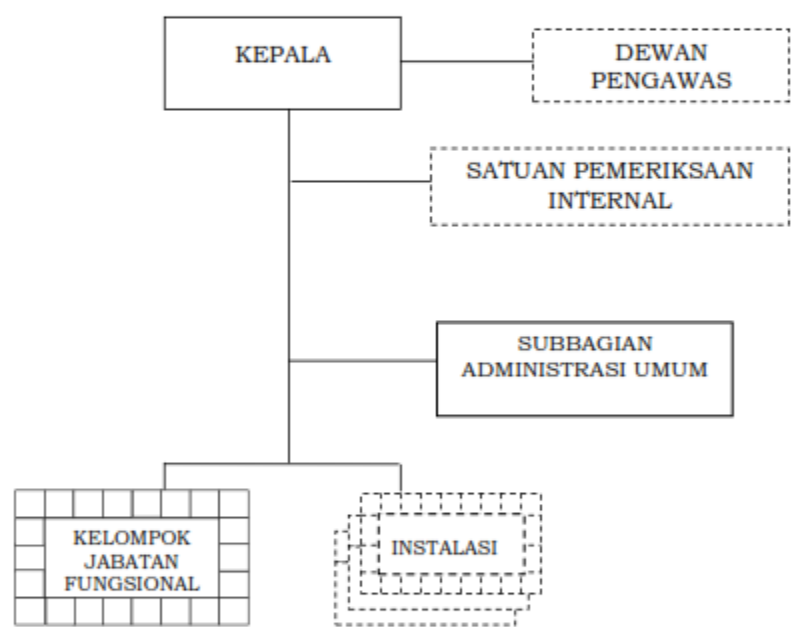 KEPALA
DEWAN
PENGAWAS
SATUAN PEMERIKSAAN
INTERNAL
SUBBAGIAN
ADMINISTRASI UMUM
KELOMPOK
JABATAN
FUNGSIONAL
INSTALASI